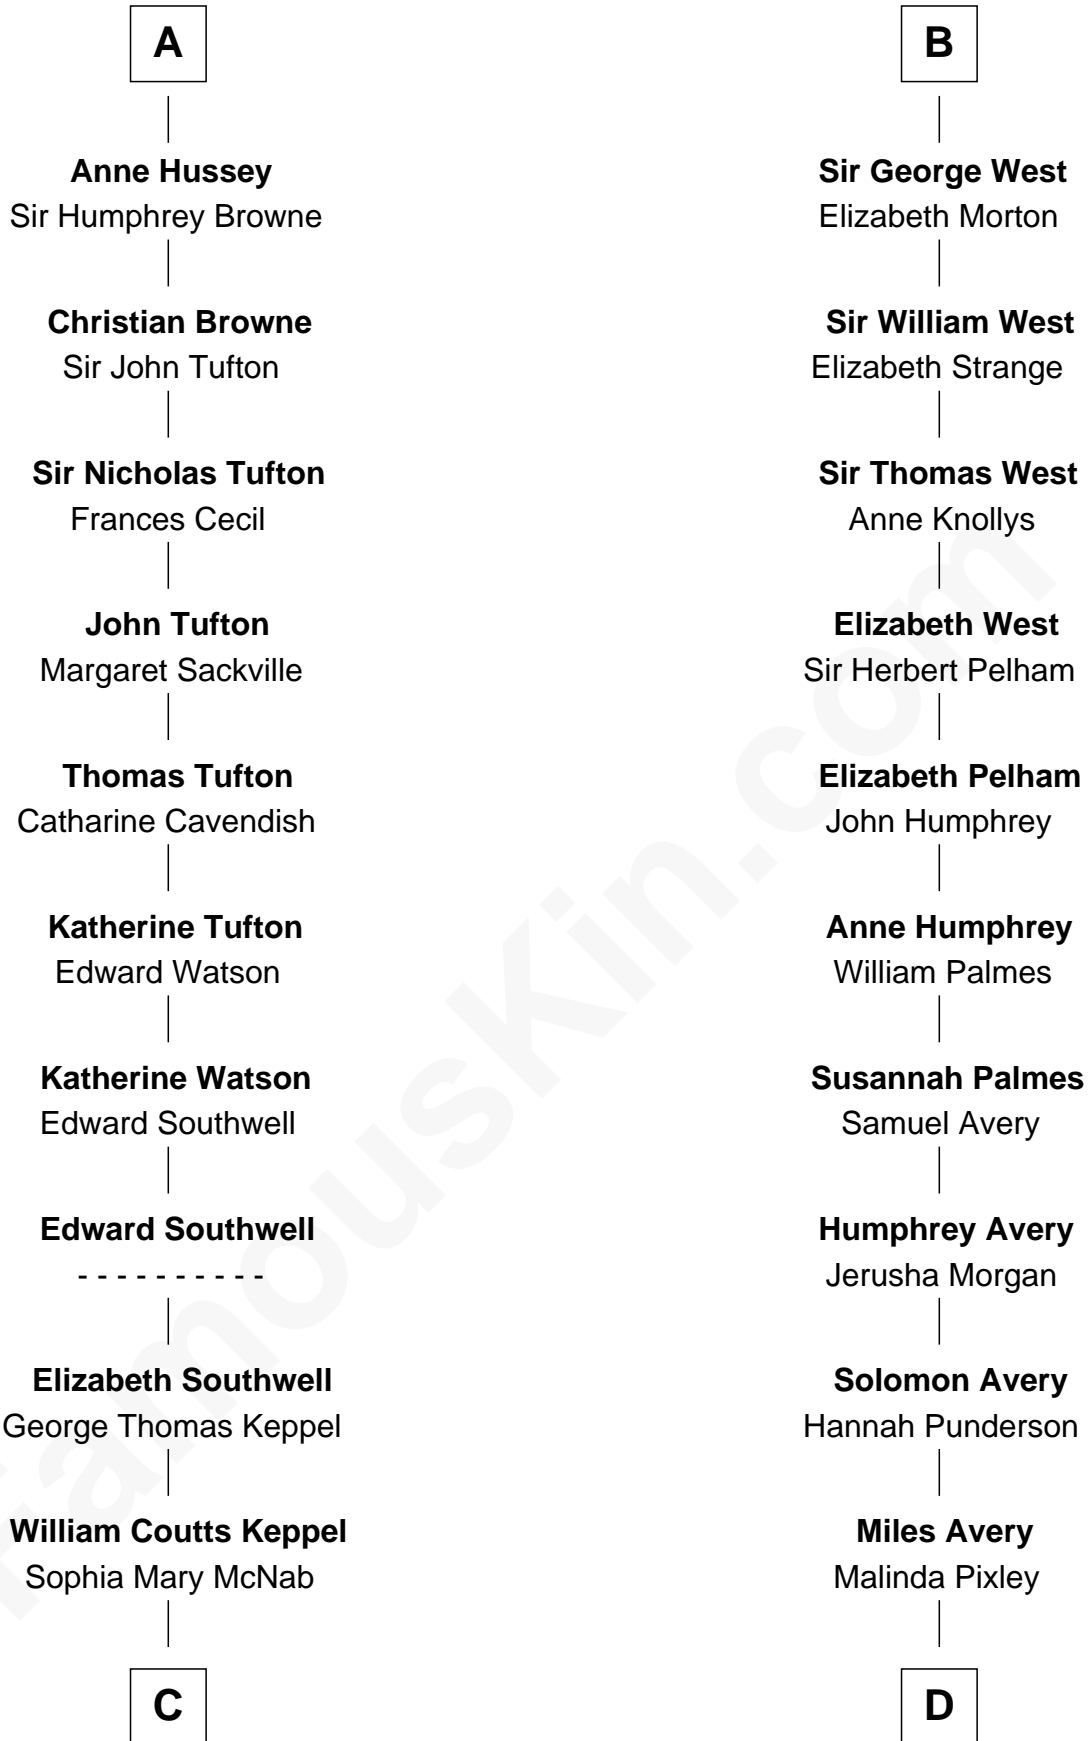 A
Anne Hussey
Sir Humphrey Browne
Christian Browne
Sir John Tufton
Sir Nicholas Tufton
Frances Cecil
John Tufton
Margaret Sackville
Thomas Tufton
Catharine Cavendish
Katherine Tufton
Edward Watson
Katherine Watson
Edward Southwell
Edward Southwell
- - - - - - - - - -
Elizabeth Southwell
George Thomas Keppel
William Coutts Keppel
Sophia Mary McNab
C
B
Sir George West
Elizabeth Morton
Sir William West
Elizabeth Strange
Sir Thomas West
Anne Knollys
Elizabeth West
Sir Herbert Pelham
Elizabeth Pelham
John Humphrey
Anne Humphrey
William Palmes
Susannah Palmes
Samuel Avery
Humphrey Avery
Jerusha Morgan
Solomon Avery
Hannah Punderson
Miles Avery
Malinda Pixley
D
FamousKin.com